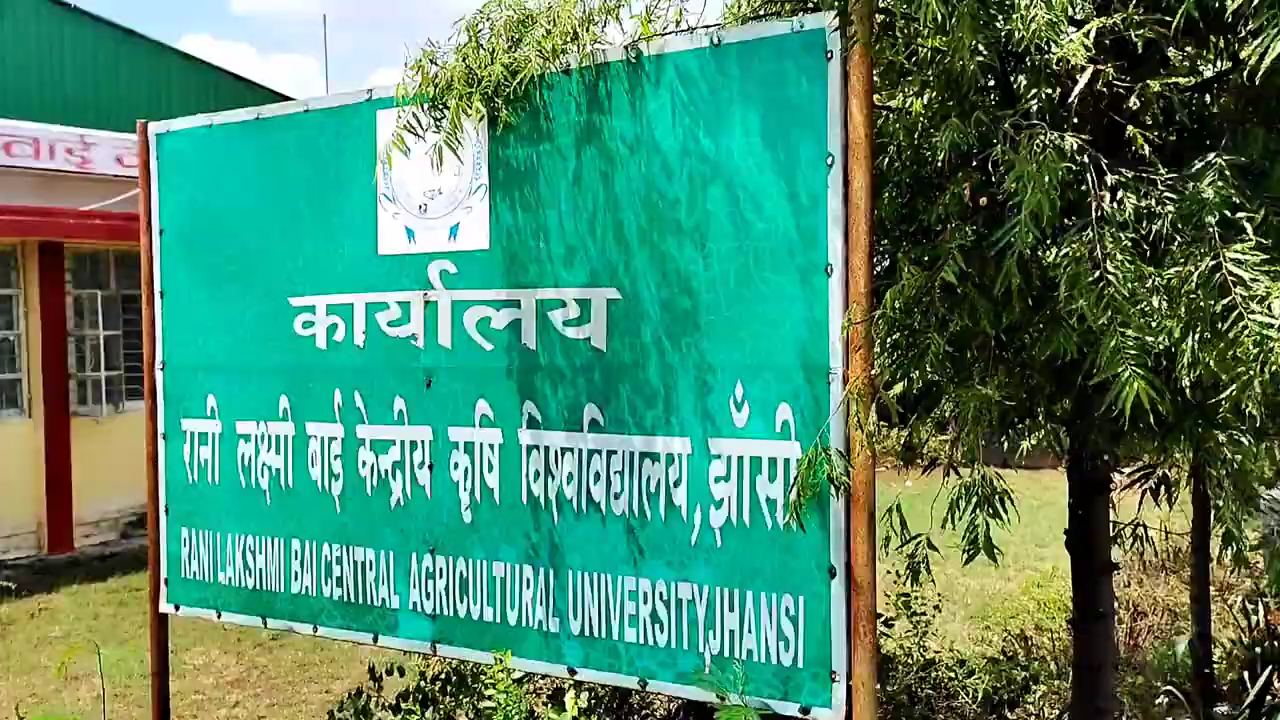 वाई
कार्यालय
रानी लक्ष्मी बाई केन्द्रीय कृषि विश्वविद्यालय, झाँसी
RANI LAKSHMI BAI CENTRAL AGRICULTURAL UNIVERSITY,JHANSI